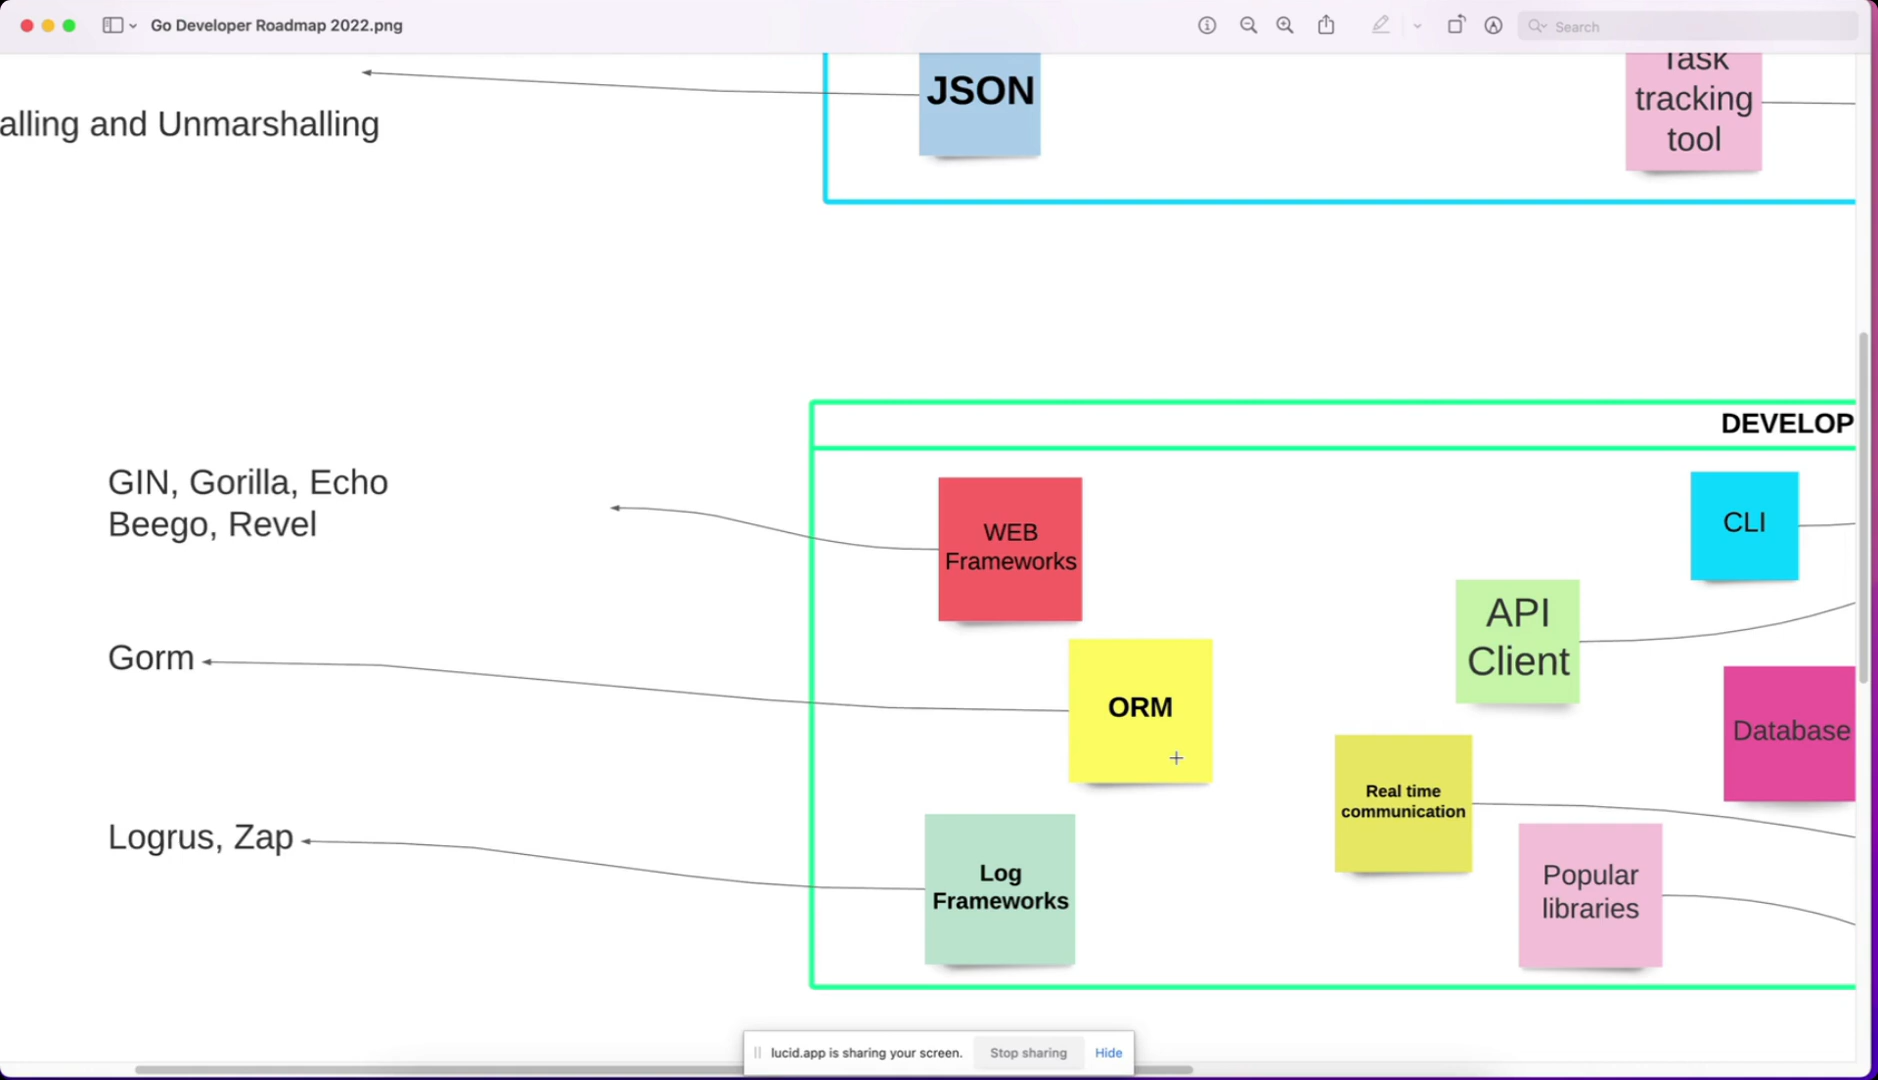 Go Developer Roadmap 2022.png
Search
JSON
Task
tracking
tool
alling and Unmarshalling
DEVELOP
GIN, Gorilla, Echo
Beego, Revel
WEB
Frameworks
CLI
API
Client
Gorm
ORM
Database
Real time
communication
Logrus, Zap
Log
Frameworks
Popular
libraries
lucid.app is sharing your screen.
Stop sharing
Hide